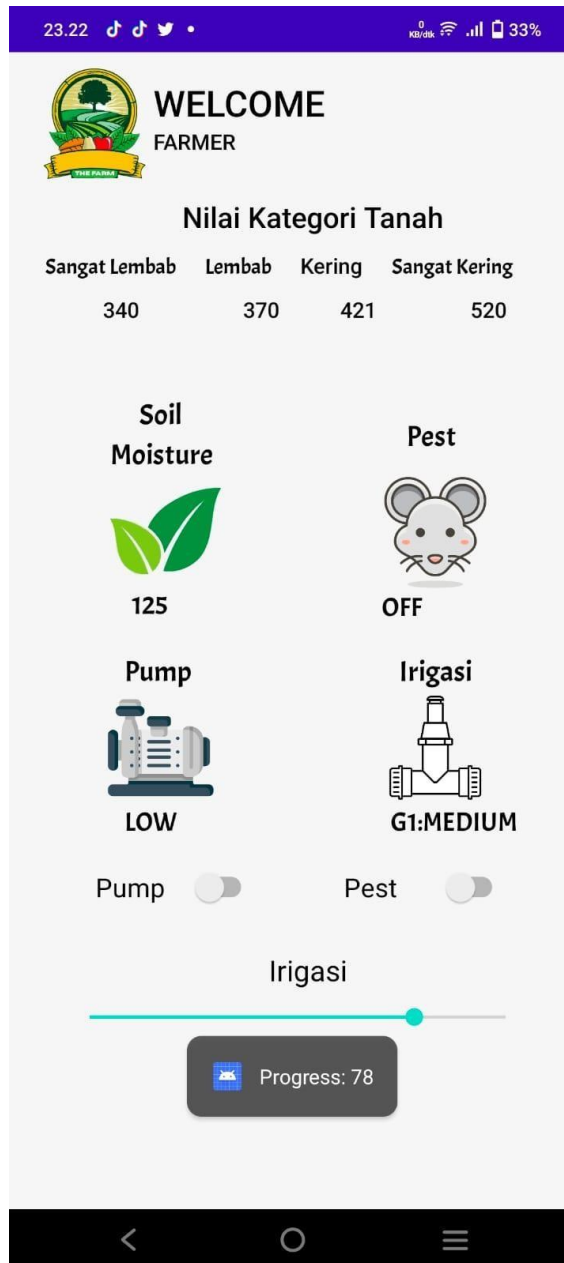 23.22 0 KB/dtk 33%
WELCOME
FARMER
THE FARM
Nilai Kategori Tanah
Sangat Lembab Lembab Kering Sangat Kering
340 370 421 520
Soil
Moisture
Pest
125
OFF
Pump
Irigasi
LOW
G1:MEDIUM
Pump
Pest
Irigasi
Progress: 78